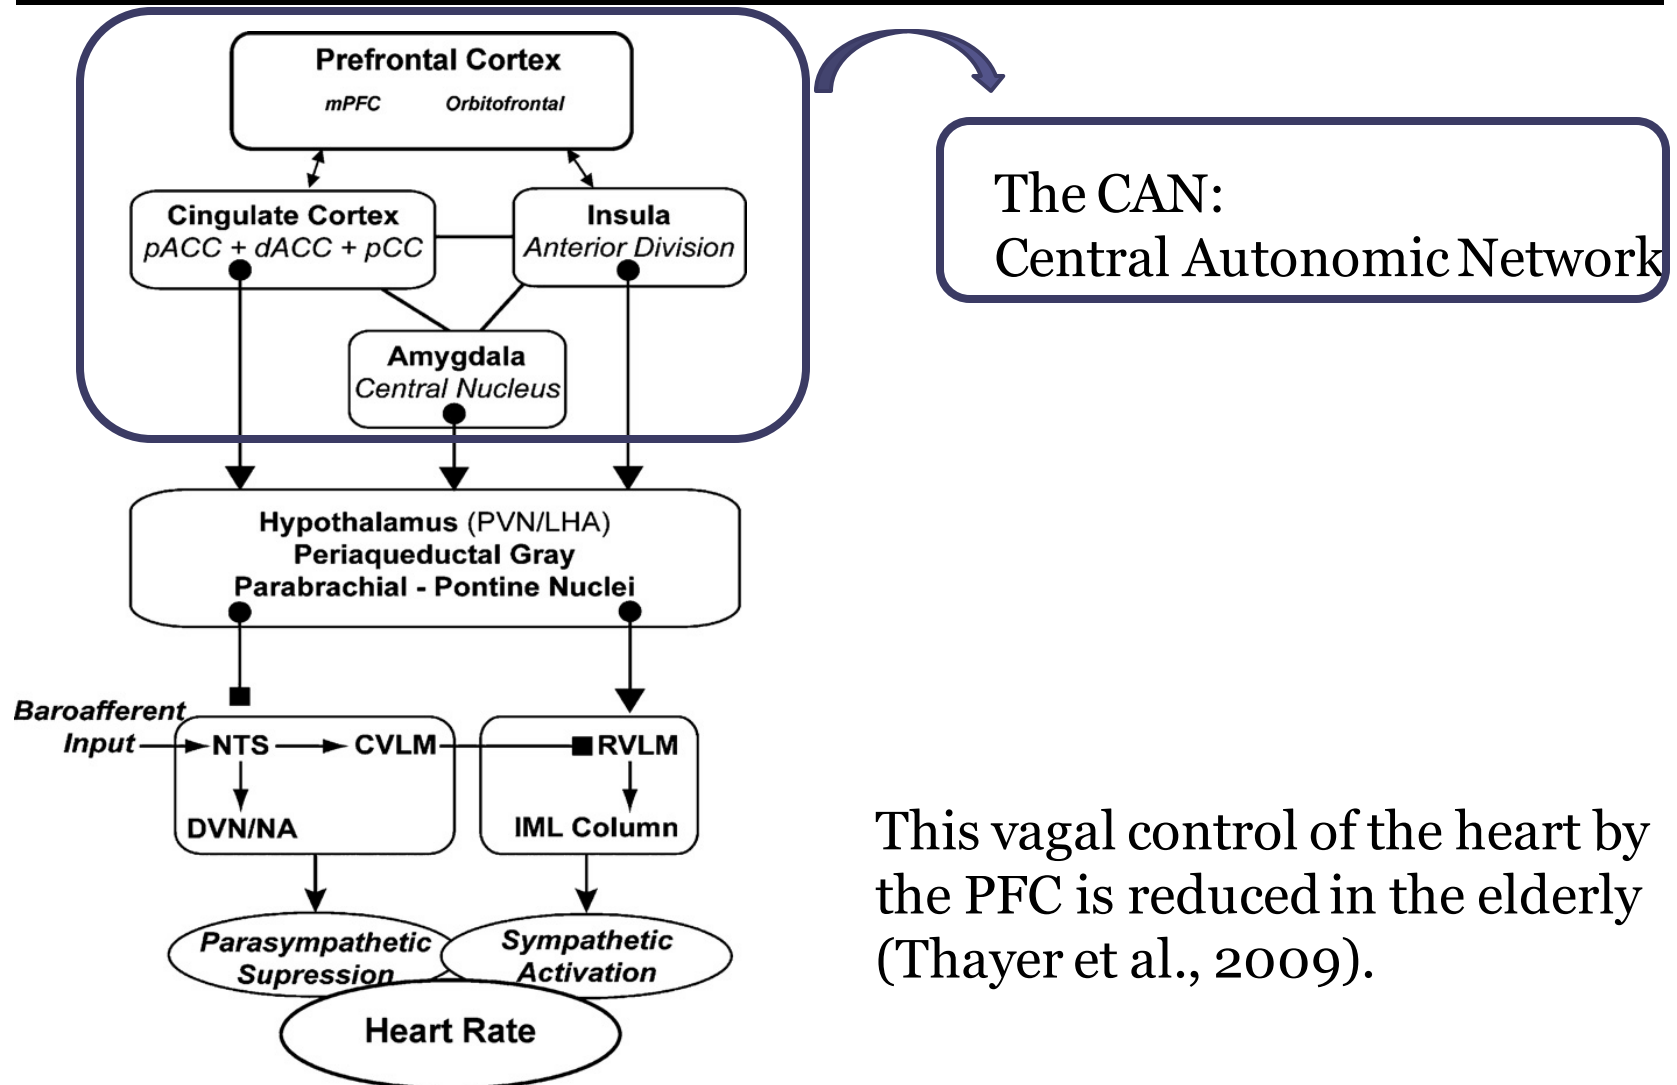 Prefrontal Cortex
mPFC Orbitofrontal
Cingulate Cortex
pACC + dACC + pCC
Insula
Anterior Division
Amygdala
Central Nucleus
The CAN:
Central Autonomic Network
Hypothalamus (PVN/LHA)
Periaqueductal Gray
Parabrachial - Pontine Nuclei
Baroafferent
Input
NTS
CVLM
RVLM
DVN/NA
IML Column
Parasympathetic
Supression
Sympathetic
Activation
Heart Rate
This vagal control of the heart by
the PFC is reduced in the elderly
(Thayer et al., 2009).